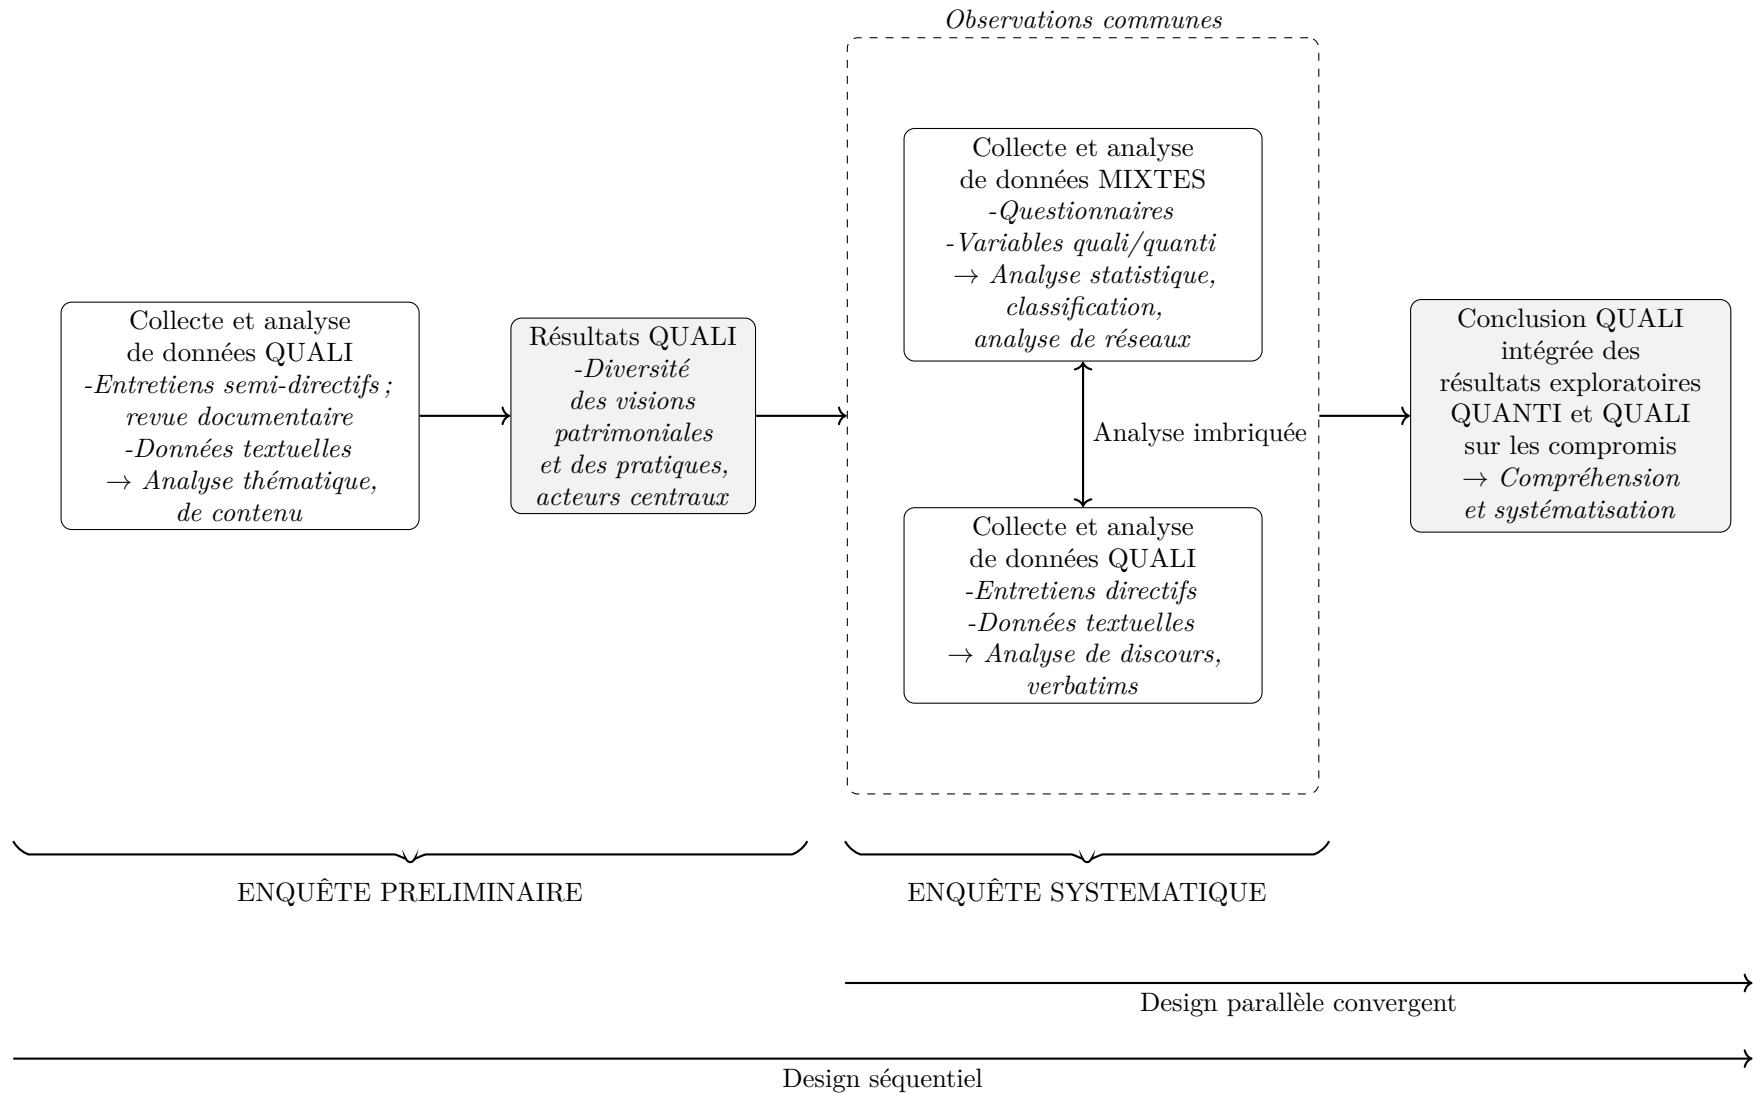 Observations communes
Collecte et analyse
de données QUALI
-Entretiens semi-directifs ;
revue documentaire
-Données textuelles
→ Analyse thématique,
de contenu
Résultats QUALI
-Diversité
des visions
patrimoniales
et des pratiques,
acteurs centraux
Collecte et analyse
de données MIXTES
-Questionnaires
-Variables quali/quanti
→ Analyse statistique,
classification,
analyse de réseaux
Analyse imbriquée
Collecte et analyse
de données QUALI
-Entretiens directifs
-Données textuelles
→ Analyse de discours,
verbatims
Conclusion QUALI
intégrée des
résultats exploratoires
QUANTI et QUALI
sur les compromis
→ Compréhension
et systématisation
ENQUÊTE PRELIMINAIRE
ENQUÊTE SYSTEMATIQUE
Design parallèle convergent
Design séquentiel